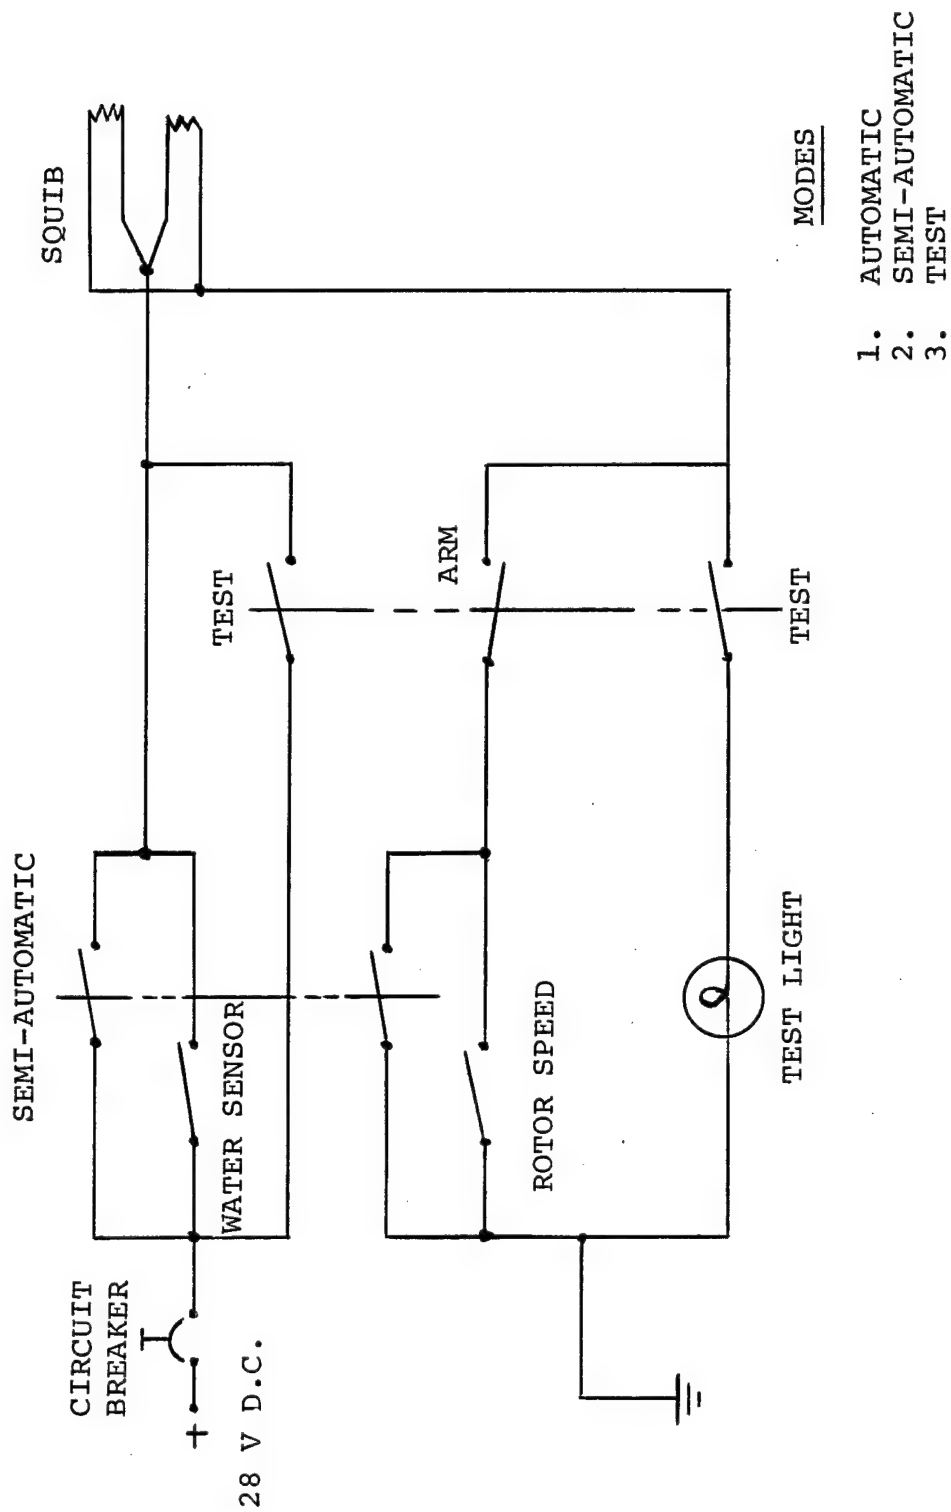 SEMI-AUTOMATIC
SQUIB
CIRCUIT
BREAKER
+
28 V D.C.
WATER SENSOR
TEST
ARM
ROTOR SPEED
TEST LIGHT
TEST
MODES
1. AUTOMATIC
2. SEMI-AUTOMATIC
3. TEST